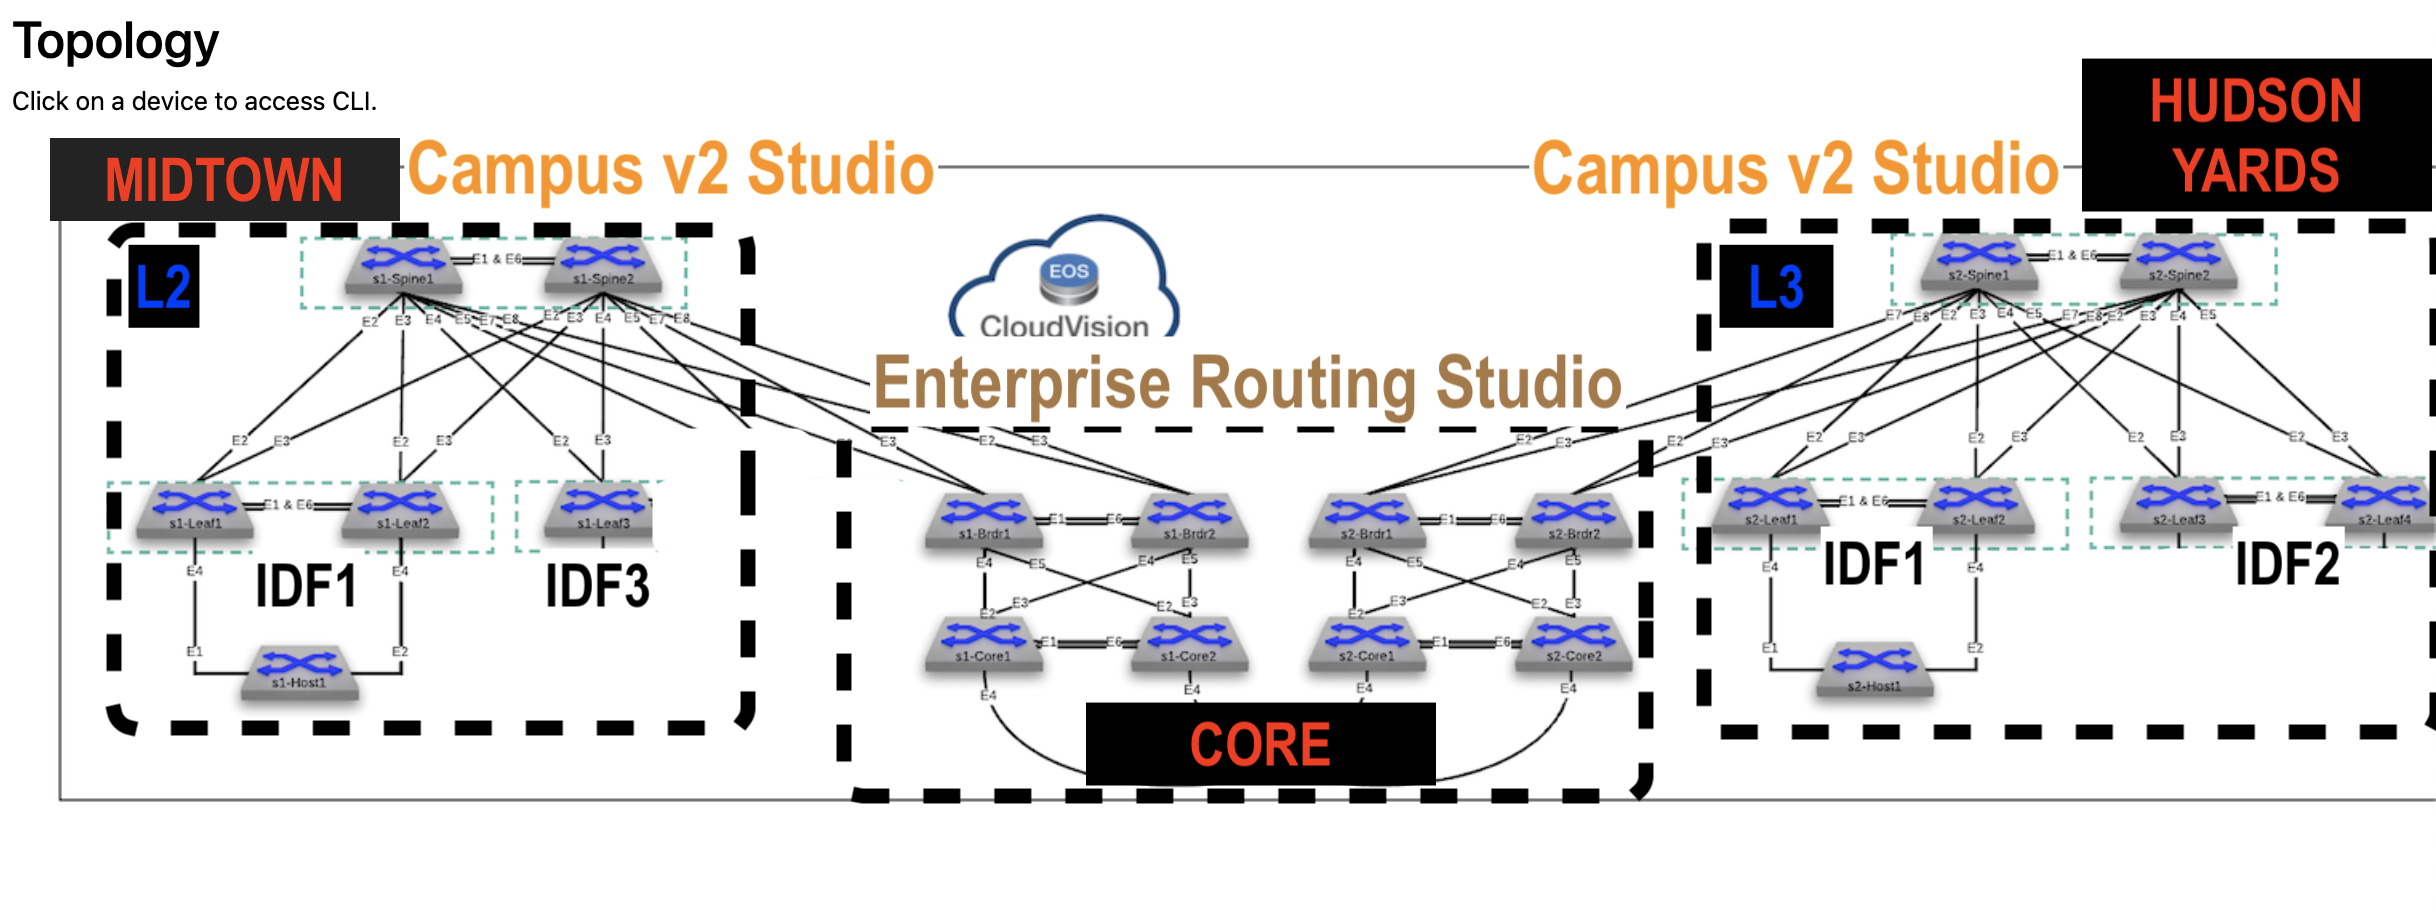 Topology
Click on a device to access CLI.
HUDSON
YARDS
MIDTOWN
Campus v2 Studio
Campus v2 Studio
L2
s1-Spine1
E1 & E6
s1-Spine2
EOS
CloudVision
L3
s2-Spine1
E1 & E6
s2-Spine2
E2 E3 E4 E5 E7 E8 E2 E3 E4 E5 E7 E8
E7 E8 E2 E3 E4 E5 E7 E8 E2 E3 E4 E5
Enterprise Routing Studio
E2 E3 E2 E3 E2 E3
E3 E2 E3 E2 E3 E2 E3
E2 E3 E2 E3 E2 E3 E2 E3
s1-Leaf1
E1 & E6
s1-Leaf2
s1-Leaf3
s1-Brdr1
E1 E6
s1-Brdr2
s2-Brdr1
E1 E6
s2-Brdr2
s2-Leaf1
E1 & E6
s2-Leaf2
s2-Leaf3
E1 & E6
s2-Leaf4
E4 E4
IDF1
IDF3
E4 E5 E4 E5
E4 E5 E4 E5
E4 E4
IDF1
IDF2
E2 E3 E2 E3
E2 E3 E2 E3
s1-Core1
E1 E6
s1-Core2
s2-Core1
E1 E6
s2-Core2
E1 E2
s1-Host1
E1 E2
s2-Host1
E4 E4 E4 E4
CORE